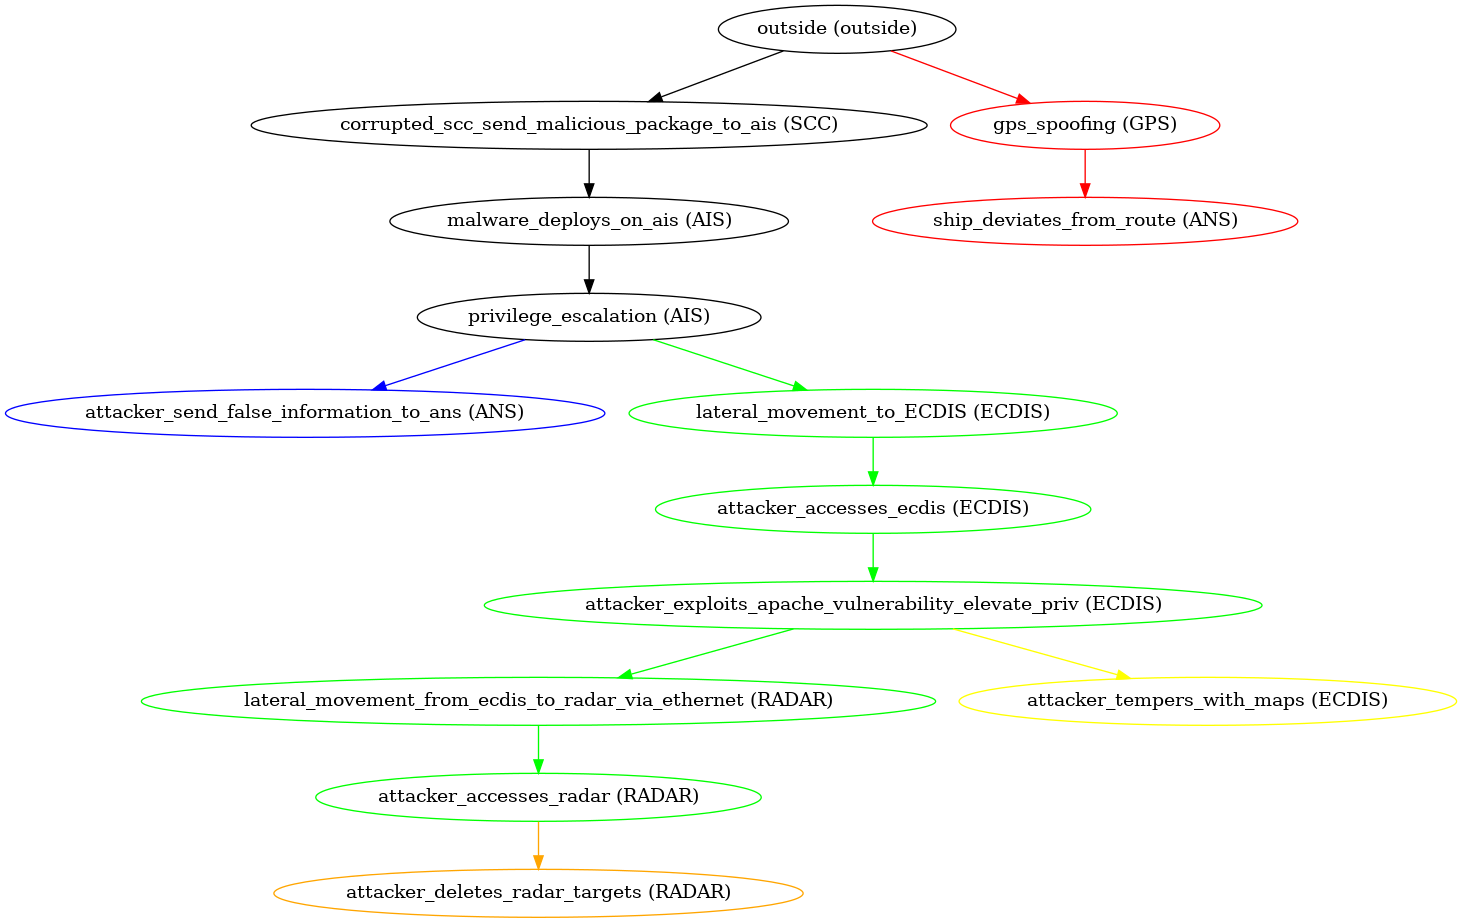 outside (outside)
corrupted_scc_send_malicious_package_to_ais (SCC)
gps_spoofing (GPS)
malware_deploys_on_ais (AIS)
ship_deviates_from_route (ANS)
privilege_escalation (AIS)
attacker_send_false_information_to_ans (ANS)
lateral_movement_to_ECDIS (ECDIS)
attacker_accesses_ecdis (ECDIS)
attacker_exploits_apache_vulnerability_elevate_priv (ECDIS)
lateral_movement_from_ecdis_to_radar_via_ethernet (RADAR)
attacker_tempers_with_maps (ECDIS)
attacker_accesses_radar (RADAR)
attacker_deletes_radar_targets (RADAR)